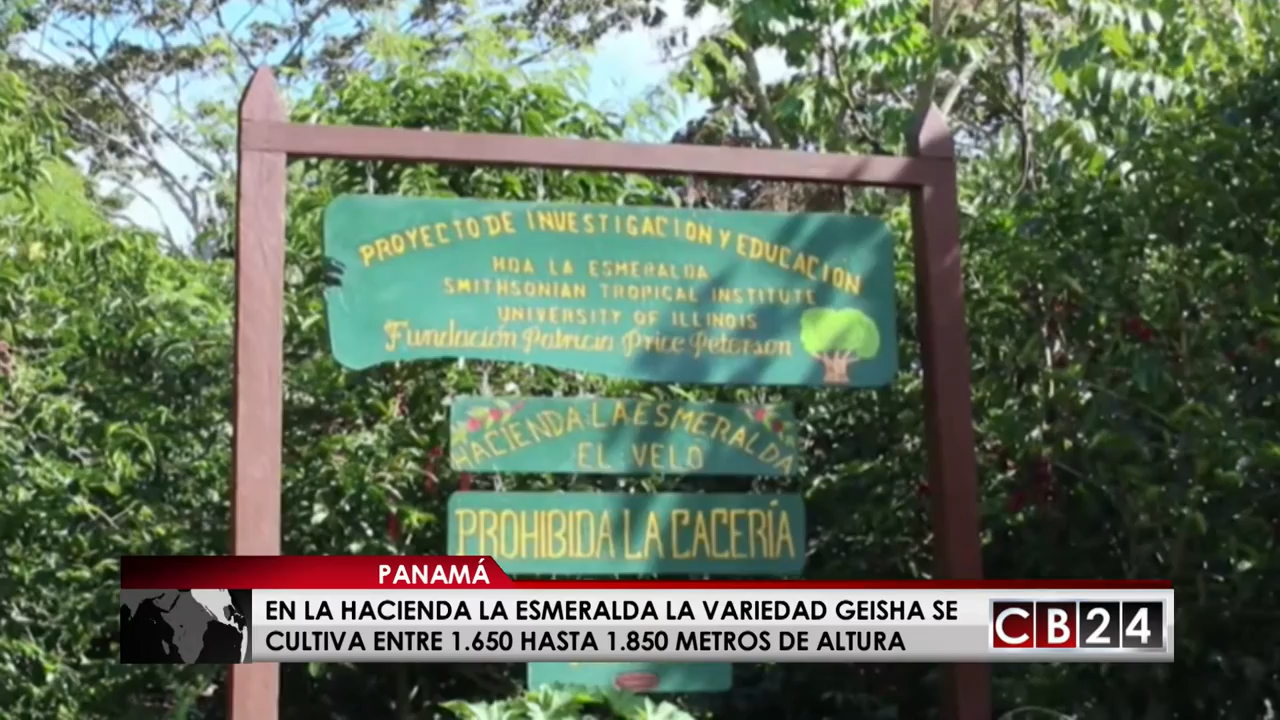 PROYECTO DE INVESTIGACION Y EDUCACION
HDA LA ESMERALDA
SMITHSONIAN TROPICAL INSTITUTE
UNIVERSITY OF ILLINOIS
Fundación Patricia Price Peterson
HACIENDA LA ESMERALDA
EL VELO
PROHIBIDA LA CACERÍA
PANAMÁ
EN LA HACIENDA LA ESMERALDA LA VARIEDAD GEISHA SE
CULTIVA ENTRE 1.650 HASTA 1.850 METROS DE ALTURA
CB24